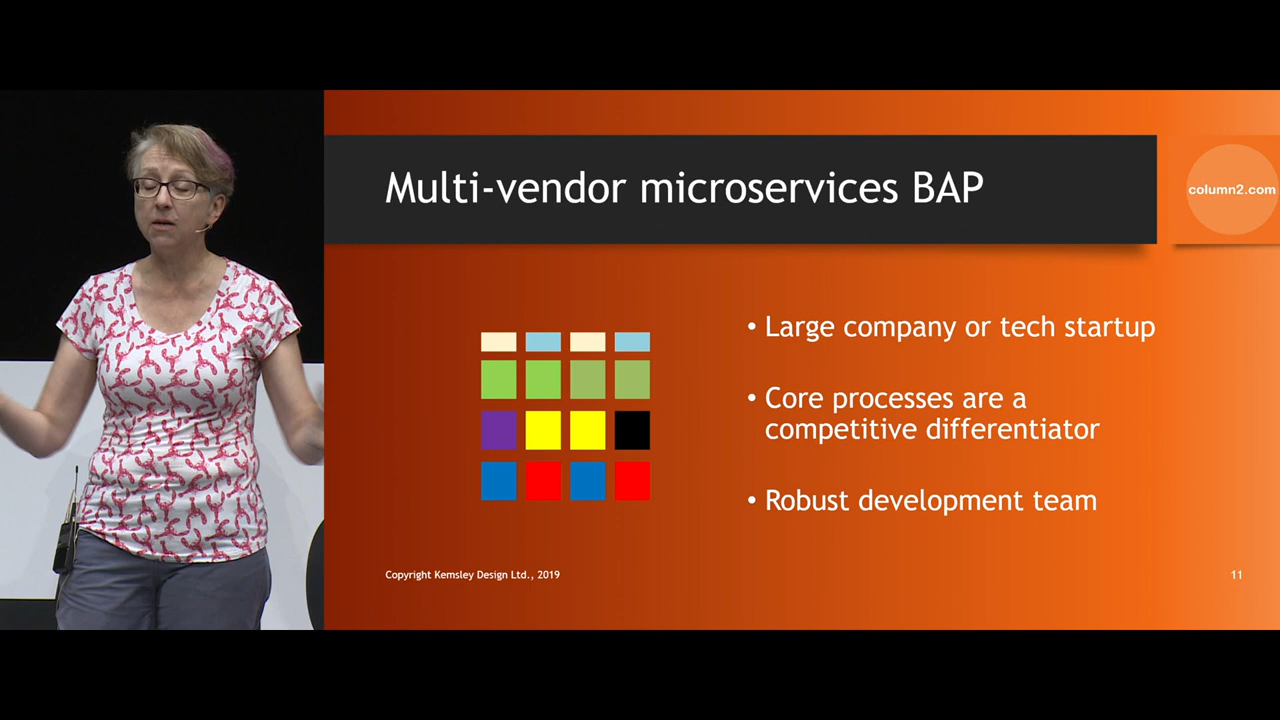 Multi-vendor microservices BAP
column2.com
• Large company or tech startup
• Core processes are a
competitive differentiator
• Robust development team
Copyright Kemsley Design Ltd., 2019
11